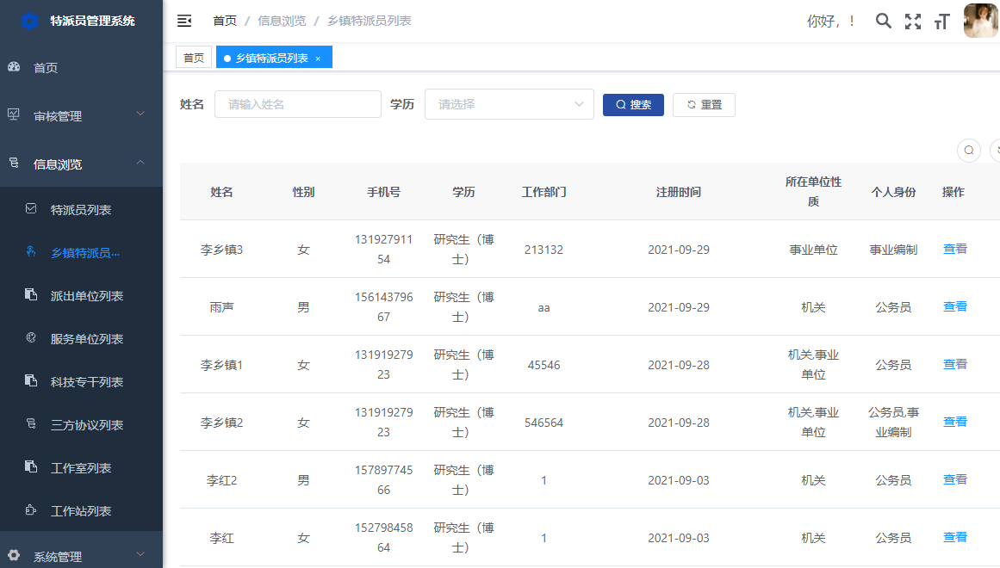 特派员管理系统
首页 / 信息浏览 / 乡镇特派员列表
你好，！
首页
乡镇特派员列表 ×
首页
审核管理
信息浏览
特派员列表
乡镇特派员...
派出单位列表
服务单位列表
科技专干列表
三方协议列表
工作室列表
工作站列表
系统管理
姓名 请输入姓名 学历 请选择 搜索 重置
姓名 性别 手机号 学历 工作部门 注册时间 所在单位性
质 个人身份 操作
李乡镇3 女 131927911
54 研究生（博
士） 213132 2021-09-29 事业单位 事业编制 查看
雨声 男 156143796
67 研究生（博
士） aa 2021-09-29 机关 公务员 查看
李乡镇1 女 131919279
23 研究生（博
士） 45546 2021-09-28 机关,事业
单位 公务员 查看
李乡镇2 女 131919279
23 研究生（博
士） 546564 2021-09-28 机关,事业
单位 公务员,事
业编制 查看
李红2 男 157897745
66 研究生（博
士） 1 2021-09-03 机关 公务员 查看
李红 女 152798458
64 研究生（博
士） 1 2021-09-03 机关 公务员 查看